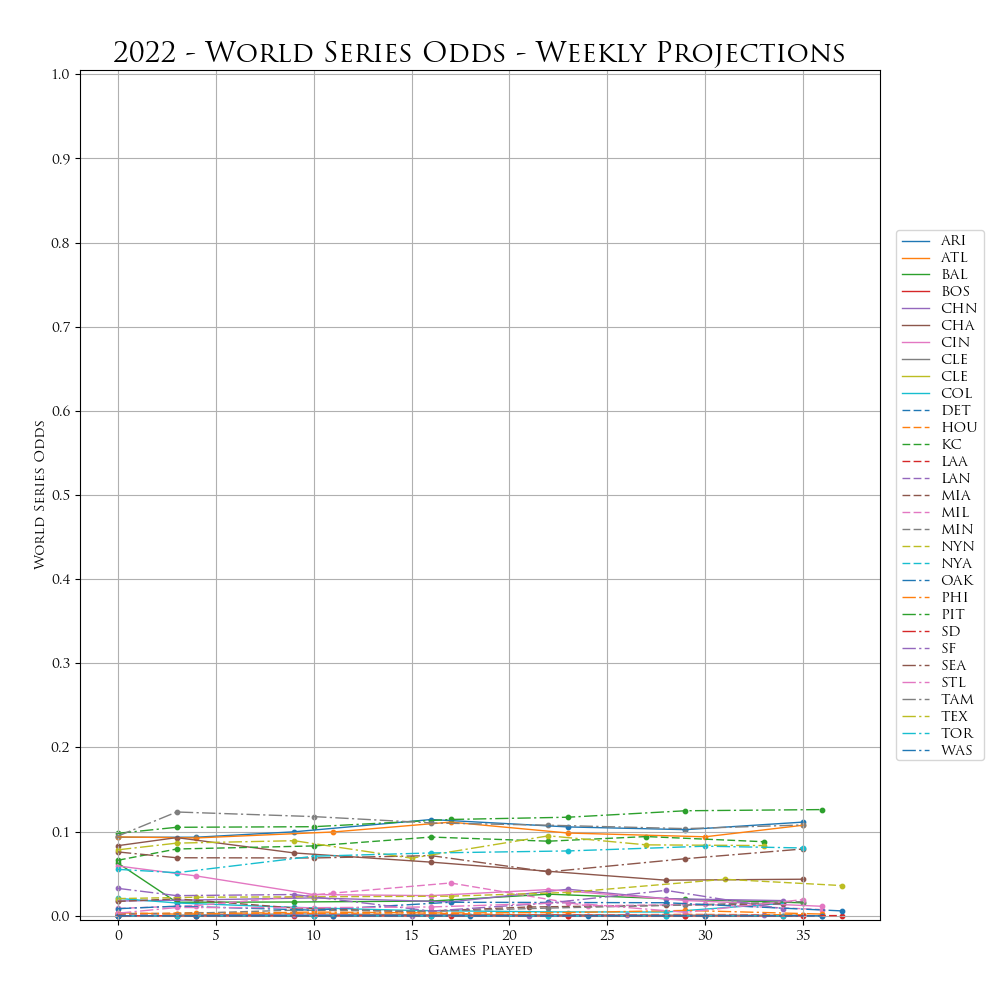 2022 - World Series Odds - Weekly Projections
1.0
0.9
0.8
0.7
0.6
0.5
0.4
0.3
0.2
0.1
0.0
World Series Odds
0 5 10 15 20 25 30 35
Games Played
ARI
ATL
BAL
BOS
CHN
CHA
CIN
CLE
CLE
COL
DET
HOU
KC
LAA
LAN
MIA
MIL
MIN
NYN
NYA
OAK
PHI
PIT
SD
SF
SEA
STL
TAM
TEX
TOR
WAS